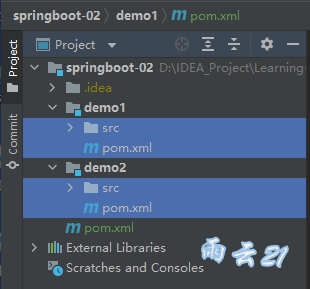 springboot-02 demo1 pom.xml
Project
Project
Commit
springboot-02 D:\IDEA_Project\Learning-
.idea
demo1
src
pom.xml
demo2
src
pom.xml
pom.xml
External Libraries
Scratches and Consoles
雨云21